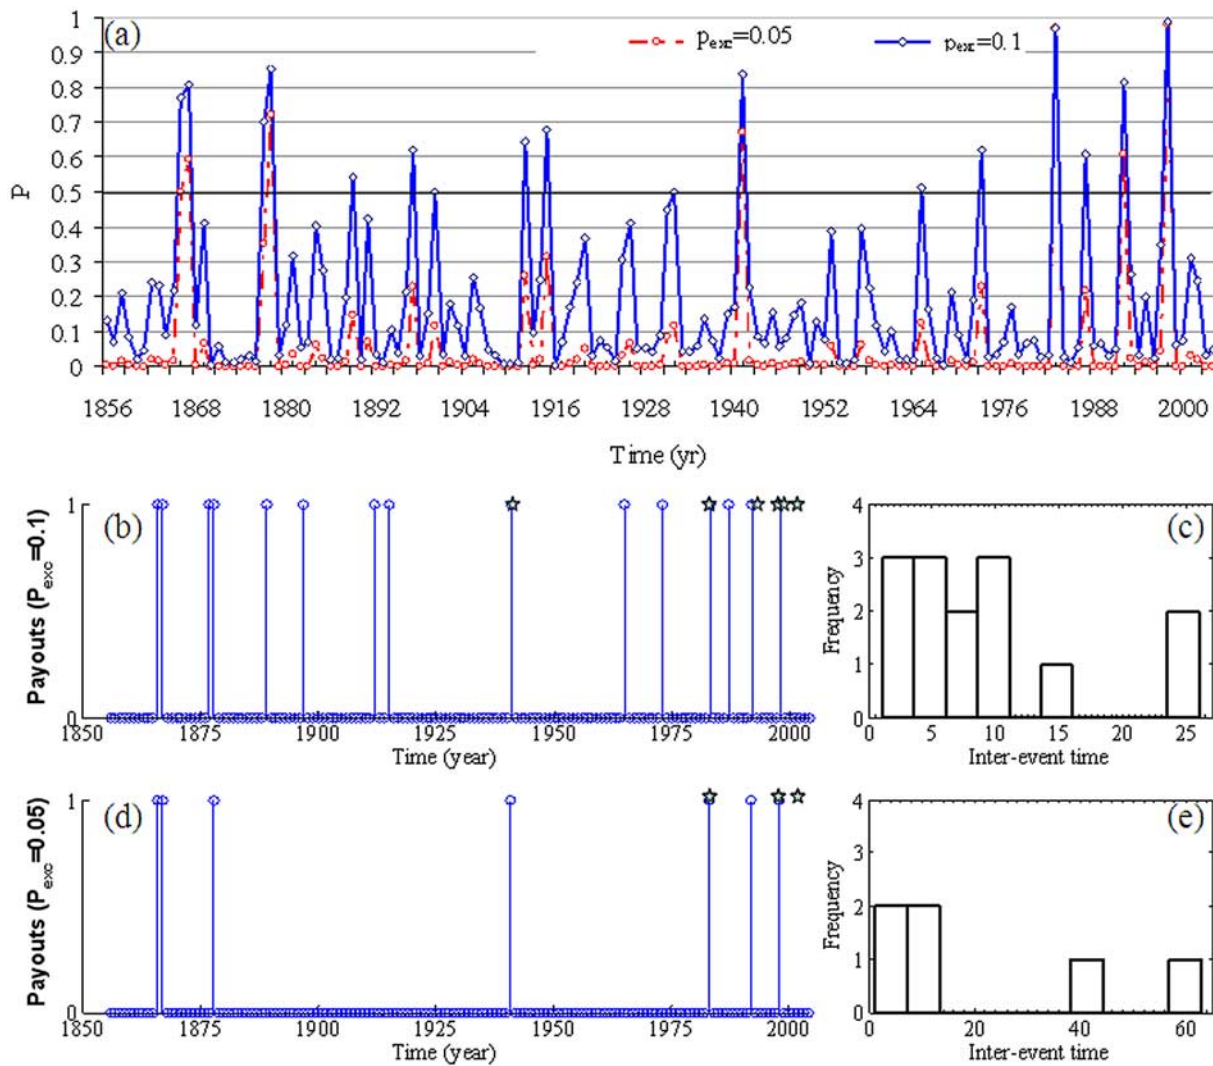 (a)
p_exc=0.05
p_exc=0.1
1
0.9
0.8
0.7
0.6
0.5
0.4
0.3
0.2
0.1
0
P
1856 1868 1880 1892 1904 1916 1928 1940 1952 1964 1976 1988 2000
Time (yr)
(b)
Payouts (P_exc=0.1)
1
0
1850 1875 1900 1925 1950 1975 2000
Time (year)
(c)
Frequency
4
3
2
1
0
0 5 10 15 20 25
Inter-event time
(d)
Payouts (P_exc=0.05)
1
0
1850 1875 1900 1925 1950 1975 2000
Time (year)
(e)
Frequency
4
3
2
1
0
0 20 40 60
Inter-event time